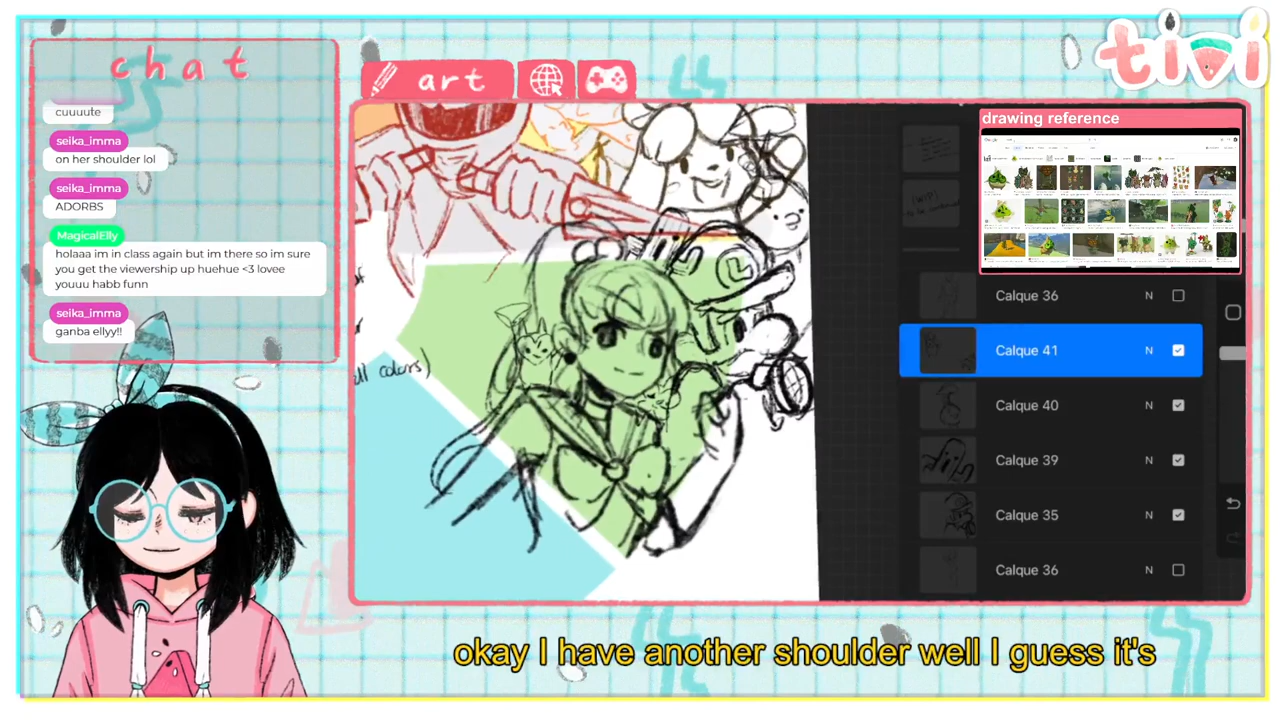 chat
tivi
art
cuuuute
seika_imma
on her shoulder lol
seika_imma
ADORBS
MagicalElly
holaaa im in class again but im there so im sure
you get the viewership up huehue <3 lovee
youuu habb funn
seika_imma
ganba ellyy!!
drawing reference
(WIP)
Calque 36
N
Calque 41
N
Calque 40
N
Calque 39
N
Calque 35
N
Calque 36
N
colors)
okay I have another shoulder well I guess it's